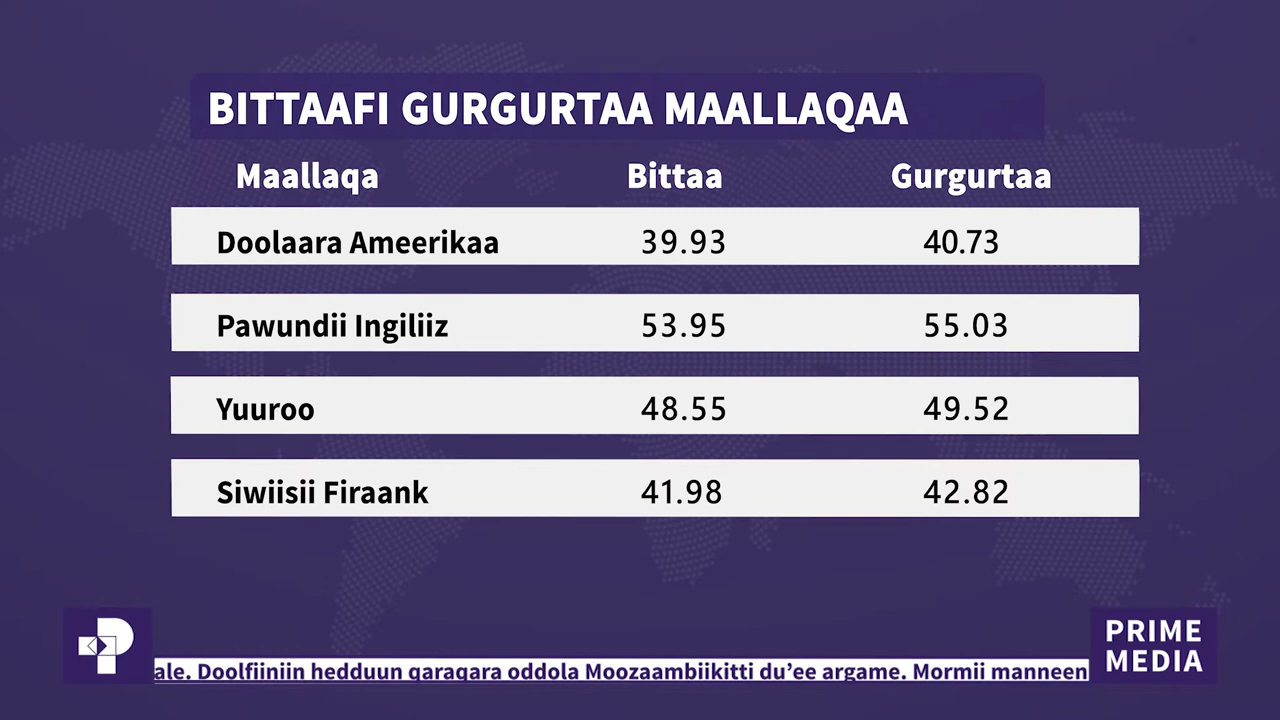 BITTAAFI GURGURTAA MAALLAQAA
Maallaqa Bittaa Gurgurtaa
Doolaara Ameerikaa 39.93 40.73
Pawundii Ingiliiz 53.95 55.03
Yuuroo 48.55 49.52
Siwiisii Firaank 41.98 42.82
PRIME
MEDIA
ale. Doolfiiniin hedduun qaraqara oddola Moozaambiikitti du’ee argame. Mormii manneen